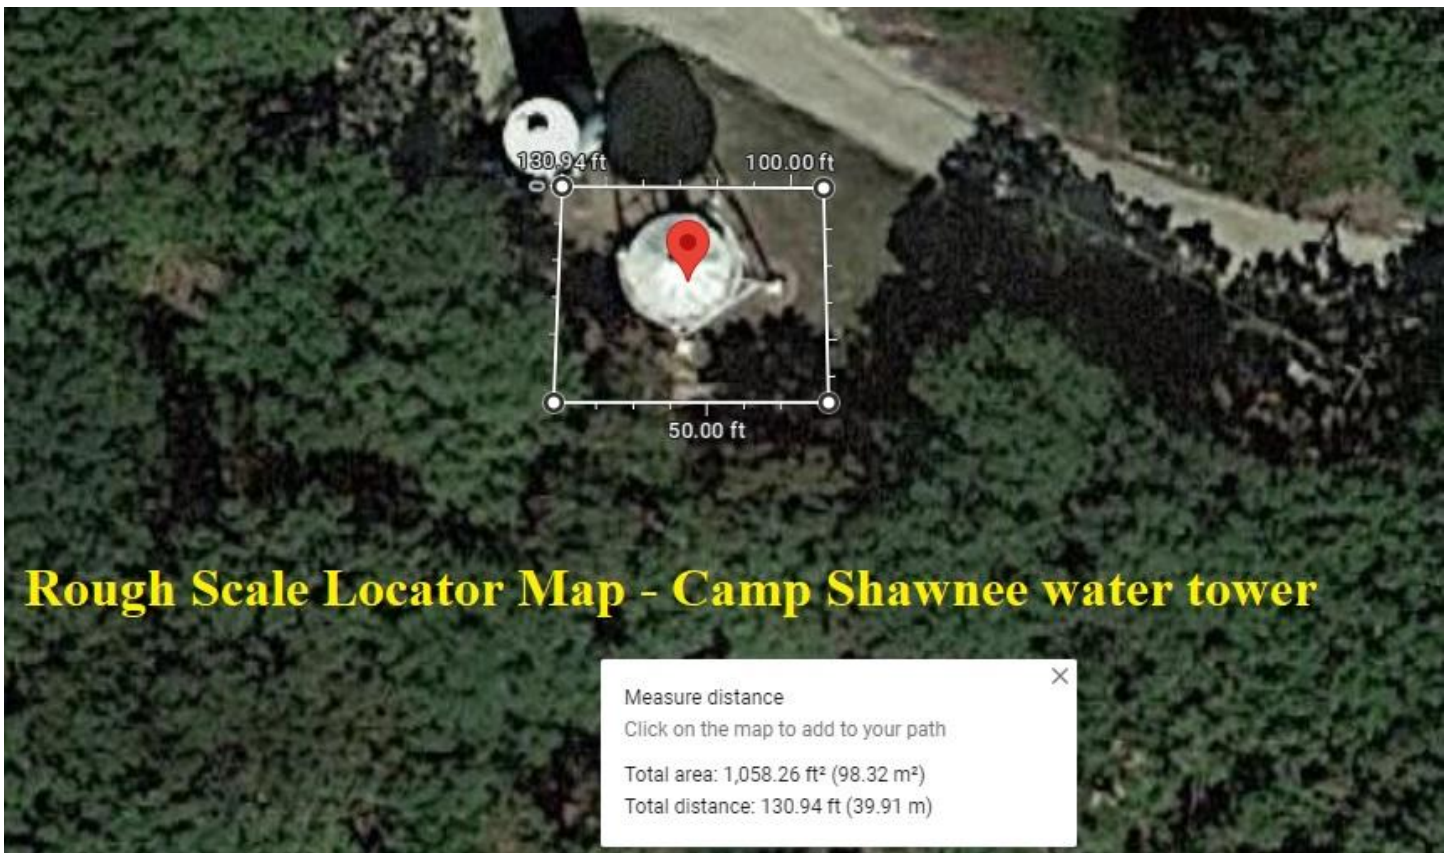 130.94 ft
100.00 ft
0
50.00 ft
Rough Scale Locator Map - Camp Shawnee water tower
Measure distance
Click on the map to add to your path
Total area: 1,058.26 ft² (98.32 m²)
Total distance: 130.94 ft (39.91 m)